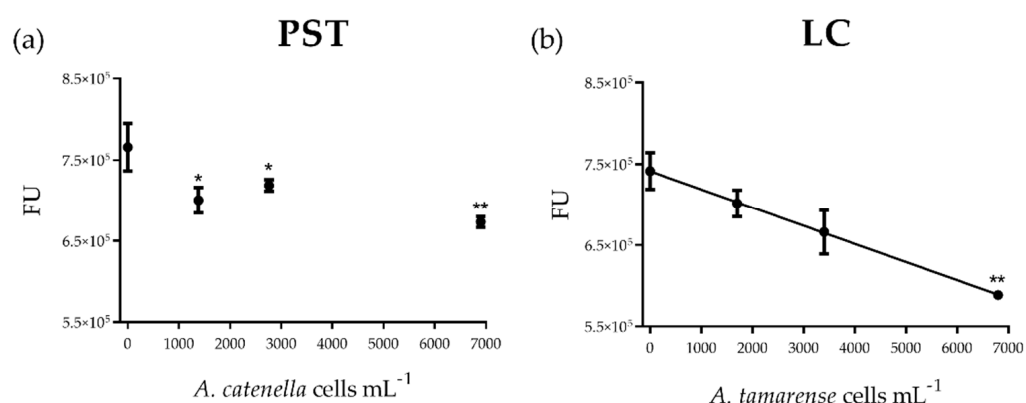 (a) PST
8.5×10⁵
7.5×10⁵
6.5×10⁵
5.5×10⁵
FU
*
*
**
0 1000 2000 3000 4000 5000 6000 7000
A. catenella cells mL⁻¹
(b) LC
8.5×10⁵
7.5×10⁵
6.5×10⁵
5.5×10⁵
FU
**
0 1000 2000 3000 4000 5000 6000 7000
A. tamarense cells mL⁻¹